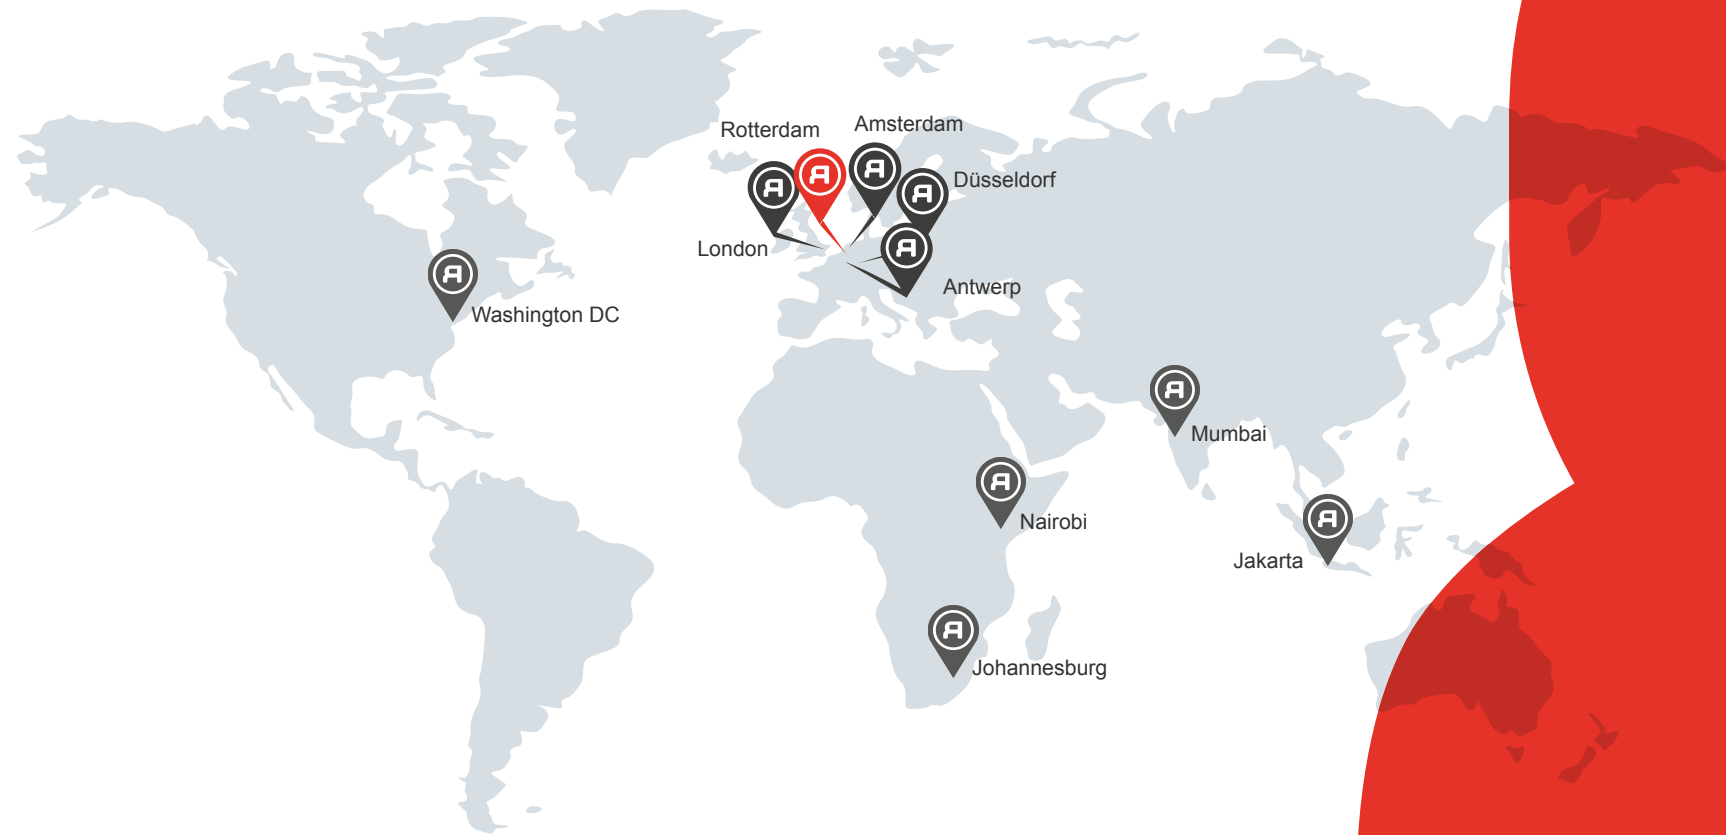 Rotterdam
Amsterdam
Düsseldorf
London
Antwerp
Washington DC
Mumbai
Nairobi
Jakarta
Johannesburg